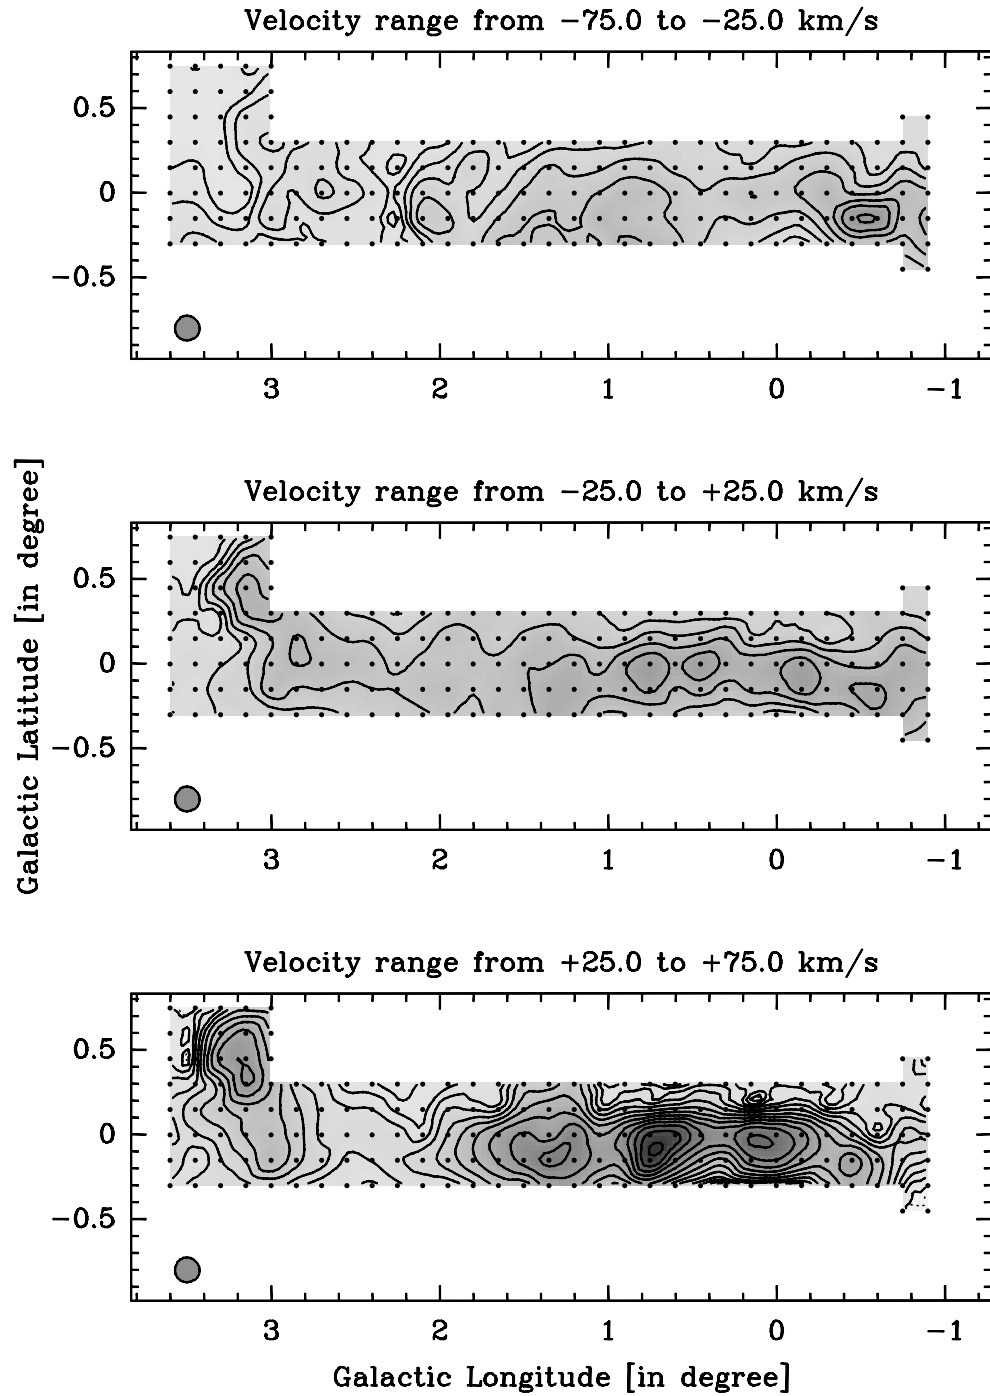 Velocity range from −75.0 to −25.0 km/s
0.5
0
−0.5
3 2 1 0 −1
Velocity range from −25.0 to +25.0 km/s
Galactic Latitude [in degree]
0.5
0
−0.5
3 2 1 0 −1
Velocity range from +25.0 to +75.0 km/s
0.5
0
−0.5
3 2 1 0 −1
Galactic Longitude [in degree]